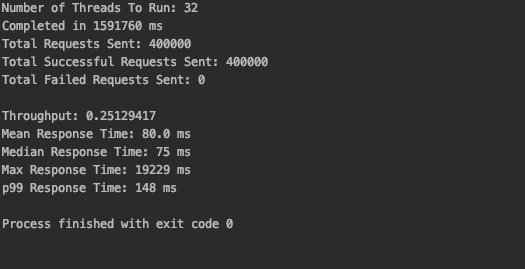 Number of Threads To Run: 32
Completed in 1591760 ms
Total Requests Sent: 400000
Total Successful Requests Sent: 400000
Total Failed Requests Sent: 0
Throughput: 0.25129417
Mean Response Time: 80.0 ms
Median Response Time: 75 ms
Max Response Time: 19229 ms
p99 Response Time: 148 ms
Process finished with exit code 0